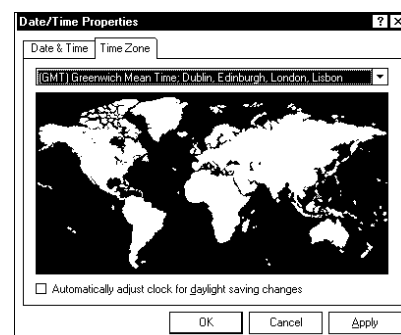 Date/Time Properties
Date & Time Time Zone
(GMT) Greenwich Mean Time; Dublin, Edinburgh, London, Lisbon
Automatically adjust clock for daylight saving changes
OK Cancel Apply